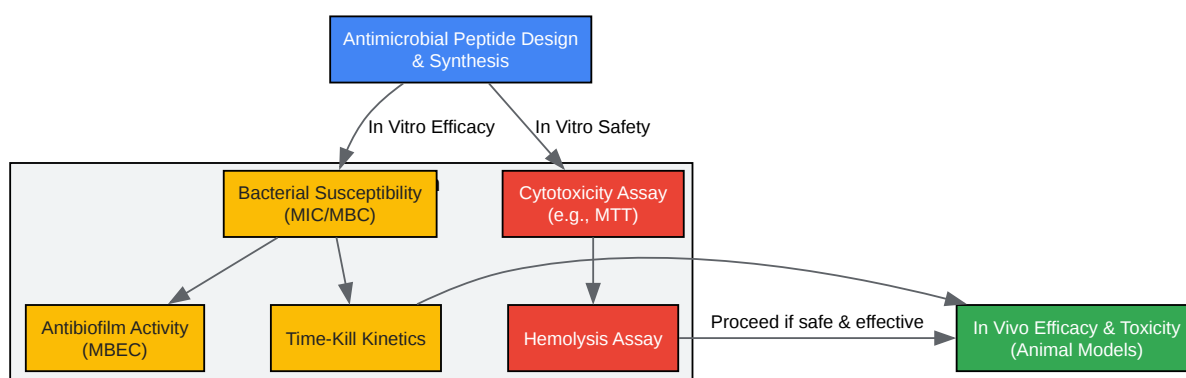 Antimicrobial Peptide Design
& Synthesis
In Vitro Efficacy
In Vitro Safety
Bacterial Susceptibility
(MIC/MBC)
Cytotoxicity Assay
(e.g., MTT)
Antibiofilm Activity
(MBEC)
Time-Kill Kinetics
Hemolysis Assay
Proceed if safe & effective
In Vivo Efficacy & Toxicity
(Animal Models)